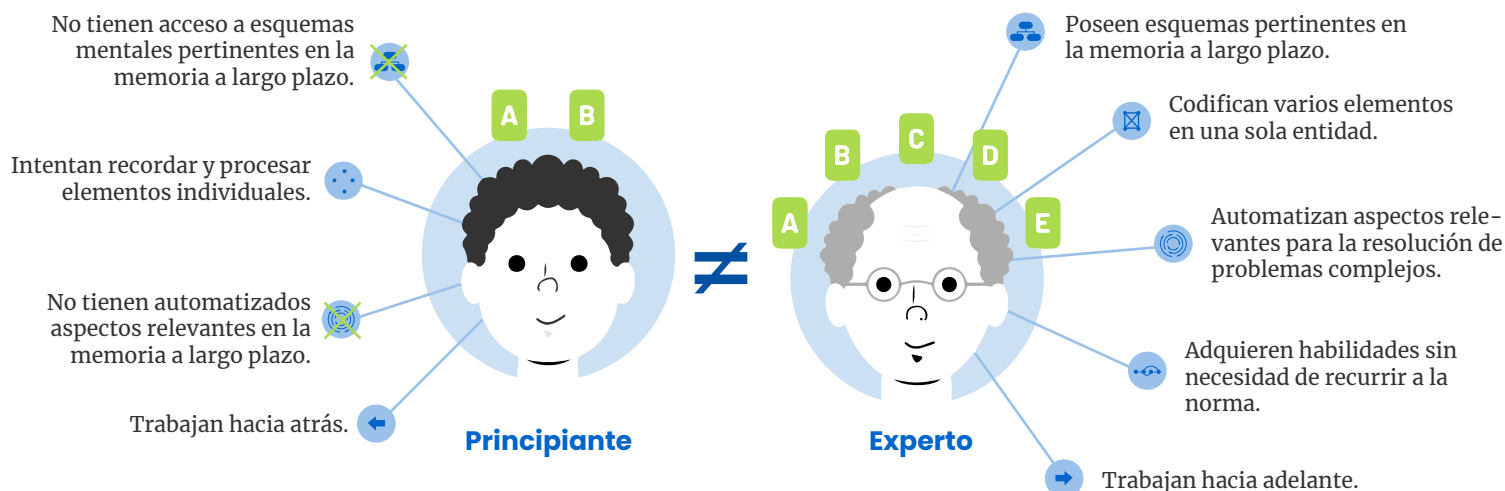 No tienen acceso a esquemas
mentales pertinentes en la
memoria a largo plazo.
Intentan recordar y procesar
elementos individuales.
No tienen automatizados
aspectos relevantes en la
memoria a largo plazo.
Trabajan hacia atrás.
A
B
Principiante
≠
A
B
C
D
E
Experto
Poseen esquemas pertinentes en
la memoria a largo plazo.
Codifican varios elementos
en una sola entidad.
Automatizan aspectos rele-
vantes para la resolución de
problemas complejos.
Adquieren habilidades sin
necesidad de recurrir a la
norma.
Trabajan hacia adelante.